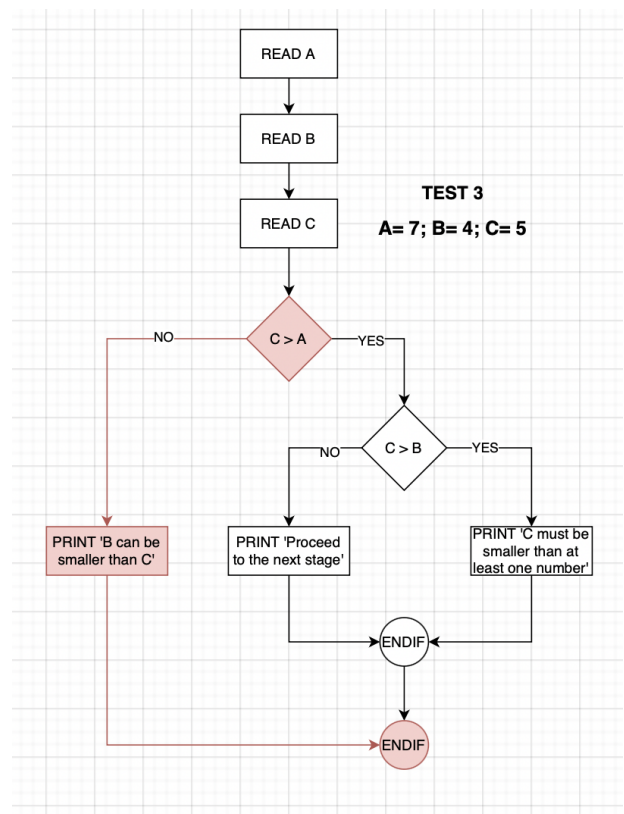 READ A
READ B
TEST 3
READ C
A= 7; B= 4; C= 5
C > A
NO
YES
C > B
NO
YES
PRINT 'B can be
smaller than C'
PRINT 'Proceed
to the next stage'
PRINT 'C must be
smaller than at
least one number'
ENDIF
ENDIF